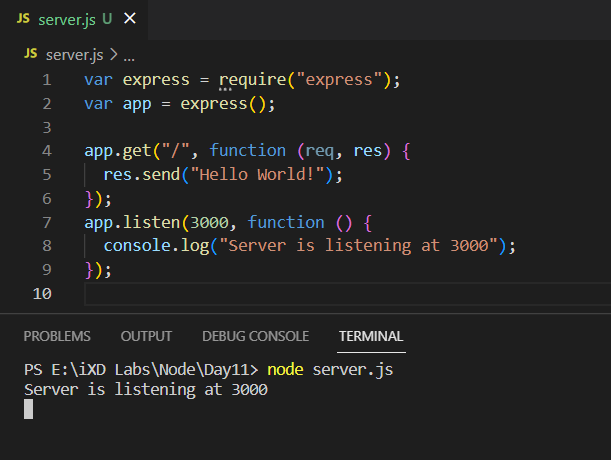 JS server.js U ×
JS server.js > ...
1 var express = require("express");
2 var app = express();
3
4 app.get("/", function (req, res) {
5   res.send("Hello World!");
6 });
7 app.listen(3000, function () {
8   console.log("Server is listening at 3000");
9 });
10
PROBLEMS OUTPUT DEBUG CONSOLE TERMINAL
PS E:\iXD Labs\Node\Day11> node server.js
Server is listening at 3000